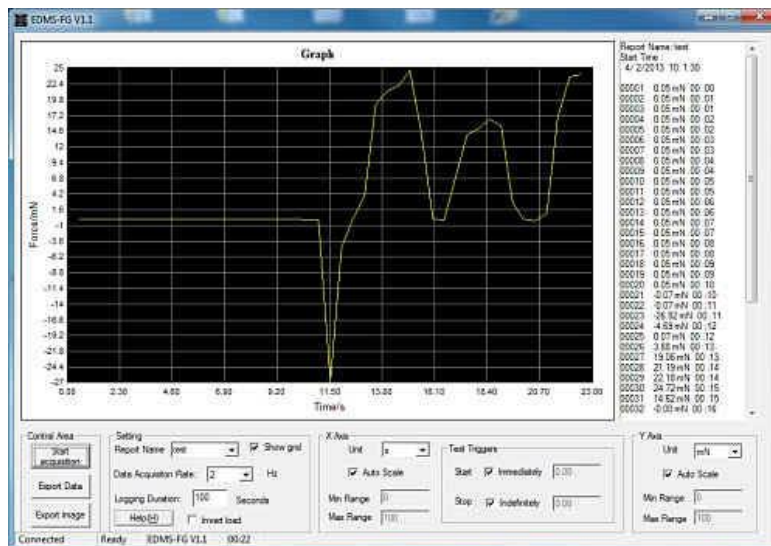 EDMS-FG V1.1
Graph
25
22.4
19.8
17.2
14.6
12
9.4
6.8
4.2
1.6
-1
-3.6
-6.2
-8.8
-11.4
-14
-16.6
-19.2
-21.8
-24.4
-27
Force/mN
0.00
2.30
4.60
6.90
9.20
11.50
13.80
16.10
18.40
20.70
23.00
Time/s
Report Name: test
Start Time :
4/ 2/2013 10: 1:30
00001 0.05 mN 00 :00
00002 0.05 mN 00 :01
00003 0.05 mN 00 :01
00004 0.05 mN 00 :02
00005 0.05 mN 00 :02
00006 0.05 mN 00 :03
00007 0.05 mN 00 :03
00008 0.05 mN 00 :04
00009 0.05 mN 00 :04
00010 0.05 mN 00 :05
00011 0.05 mN 00 :05
00012 0.05 mN 00 :06
00013 0.05 mN 00 :06
00014 0.05 mN 00 :07
00015 0.05 mN 00 :07
00016 0.05 mN 00 :08
00017 0.05 mN 00 :08
00018 0.05 mN 00 :09
00019 0.05 mN 00 :09
00020 0.05 mN 00 :10
00021 -0.07 mN 00 :10
00022 -0.07 mN 00 :11
00023 -26.92 mN 00 :11
00024 -4.69 mN 00 :12
00025 0.07 mN 00 :12
00026 3.88 mN 00 :13
00027 19.06 mN 00 :13
00028 21.19 mN 00 :14
00029 22.18 mN 00 :14
00030 24.72 mN 00 :15
00031 14.52 mN 00 :15
00032 -0.03 mN 00 :16
Control Area
Start acquisition
Export Data
Export Image
Setting
Report Name test Show grid
Data Acquisition Rate: 2 Hz
Logging Duration: 100 Seconds
Help(H) Invert load
X Axis
Unit s
Auto Scale
Min Range 0
Max Range 100
Test Triggers
Start Immediately 0.00
Stop Indefinitely 0.00
Y Axis
Unit mN
Auto Scale
Min Range 0
Max Range 100
Connected Ready EDMS-FG V1.1 00:22